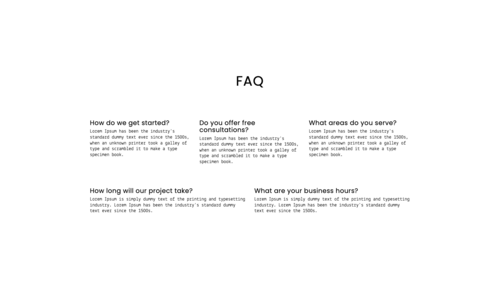 FAQ
How do we get started?
Lorem Ipsum has been the industry's
standard dummy text ever since the 1500s,
when an unknown printer took a galley of
type and scrambled it to make a type
specimen book.
Do you offer free
consultations?
Lorem Ipsum has been the industry's
standard dummy text ever since the 1500s,
when an unknown printer took a galley of
type and scrambled it to make a type
specimen book.
What areas do you serve?
Lorem Ipsum has been the industry's
standard dummy text ever since the 1500s,
when an unknown printer took a galley of
type and scrambled it to make a type
specimen book.
How long will our project take?
Lorem Ipsum is simply dummy text of the printing and typesetting
industry. Lorem Ipsum has been the industry's standard dummy
text ever since the 1500s.
What are your business hours?
Lorem Ipsum is simply dummy text of the printing and typesetting
industry. Lorem Ipsum has been the industry's standard dummy
text ever since the 1500s.